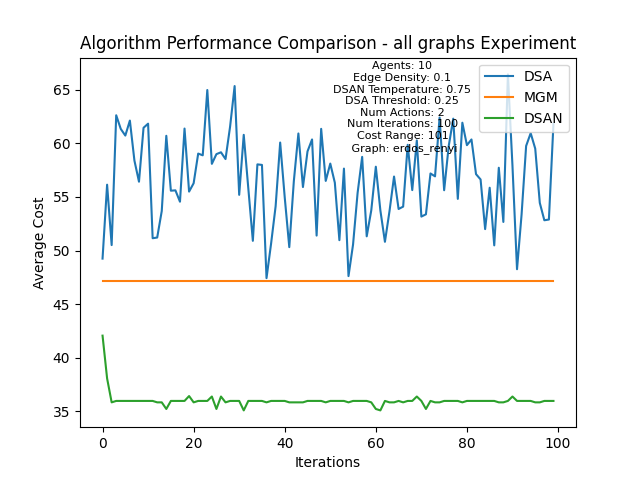 Algorithm Performance Comparison - all graphs Experiment
Agents: 10
Edge Density: 0.1
DSAN Temperature: 0.75
DSA Threshold: 0.25
Num Actions: 2
Num Iterations: 100
Cost Range: 101
Graph: erdos_renyi
DSA
MGM
DSAN
Average Cost
65
60
55
50
45
40
35
0
20
40
60
80
100
Iterations